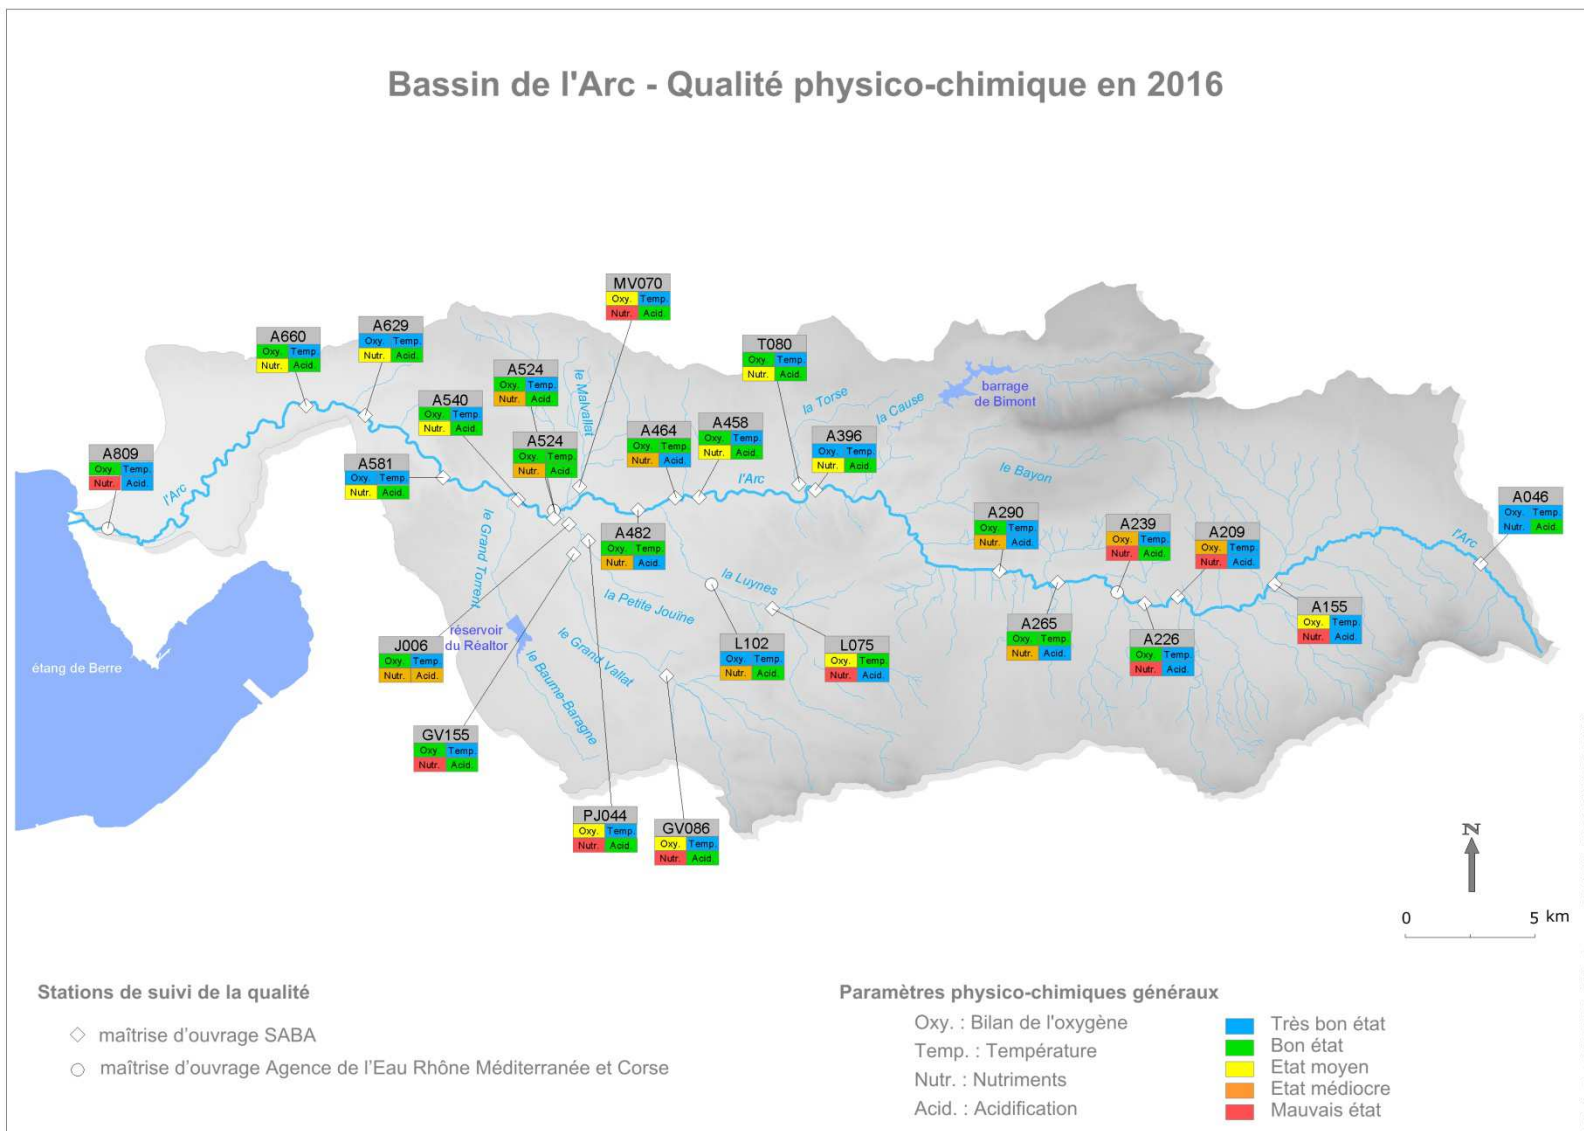 Bassin de l'Arc - Qualité physico-chimique en 2016
MV070
Oxy. Temp.
Nutr. Acid.
A660
Oxy. Temp.
Nutr. Acid.
A629
Oxy. Temp.
Nutr. Acid.
T080
Oxy. Temp.
Nutr. Acid.
A524
Oxy. Temp.
Nutr. Acid.
le Malvallat
A540
Oxy. Temp.
Nutr. Acid.
la Torse
la Cause
barrage
de Bimont
A809
Oxy. Temp.
Nutr. Acid.
l'Arc
A581
Oxy. Temp.
Nutr. Acid.
A524
Oxy. Temp.
Nutr. Acid.
A464
Oxy. Temp.
Nutr. Acid.
A458
Oxy. Temp.
Nutr. Acid.
A396
Oxy. Temp.
Nutr. Acid.
l'Arc
le Bayon
A046
Oxy. Temp.
Nutr. Acid.
l'Arc
A290
Oxy. Temp.
Nutr. Acid.
A239
Oxy. Temp.
Nutr. Acid.
A209
Oxy. Temp.
Nutr. Acid.
A482
Oxy. Temp.
Nutr. Acid.
le Grand Torrent
la Luynes
la Petite Jouïne
A155
Oxy. Temp.
Nutr. Acid.
A265
Oxy. Temp
Nutr. Acid.
A226
Oxy. Temp.
Nutr. Acid.
réservoir
du Réaltor
le Grand Vallat
le Baume-Baragne
J006
Oxy. Temp.
Nutr. Acid.
L102
Oxy. Temp.
Nutr. Acid.
L075
Oxy. Temp.
Nutr. Acid.
étang de Berre
GV155
Oxy. Temp.
Nutr. Acid.
PJ044
Oxy. Temp.
Nutr. Acid.
GV086
Oxy. Temp.
Nutr. Acid.
N
0 5 km
Stations de suivi de la qualité
maîtrise d'ouvrage SABA
maîtrise d'ouvrage Agence de l'Eau Rhône Méditerranée et Corse
Paramètres physico-chimiques généraux
Oxy. : Bilan de l'oxygène
Temp. : Température
Nutr. : Nutriments
Acid. : Acidification
Très bon état
Bon état
Etat moyen
Etat médiocre
Mauvais état